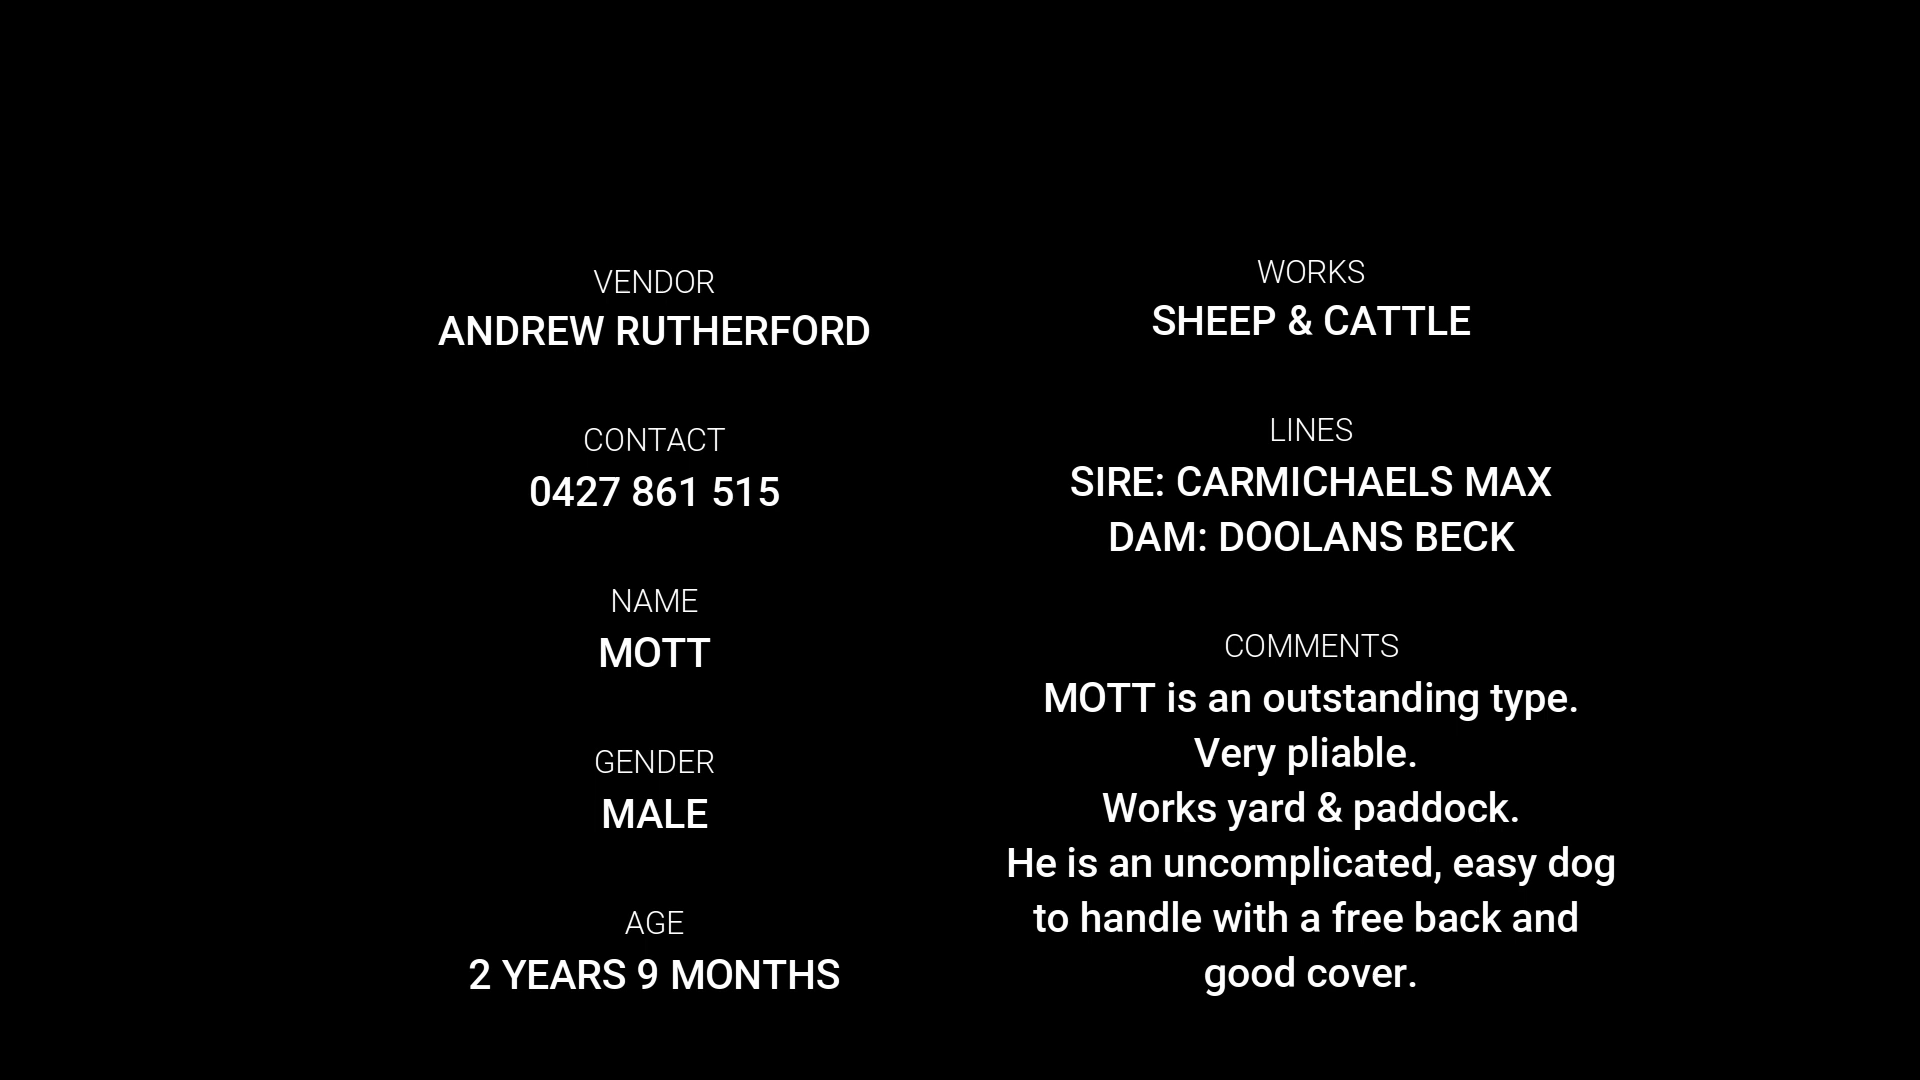 VENDOR
ANDREW RUTHERFORD
CONTACT
0427 861 515
NAME
MOTT
GENDER
MALE
AGE
2 YEARS 9 MONTHS
WORKS
SHEEP & CATTLE
LINES
SIRE: CARMICHAELS MAX
DAM: DOOLANS BECK
COMMENTS
MOTT is an outstanding type.
Very pliable.
Works yard & paddock.
He is an uncomplicated, easy dog
to handle with a free back and
good cover.